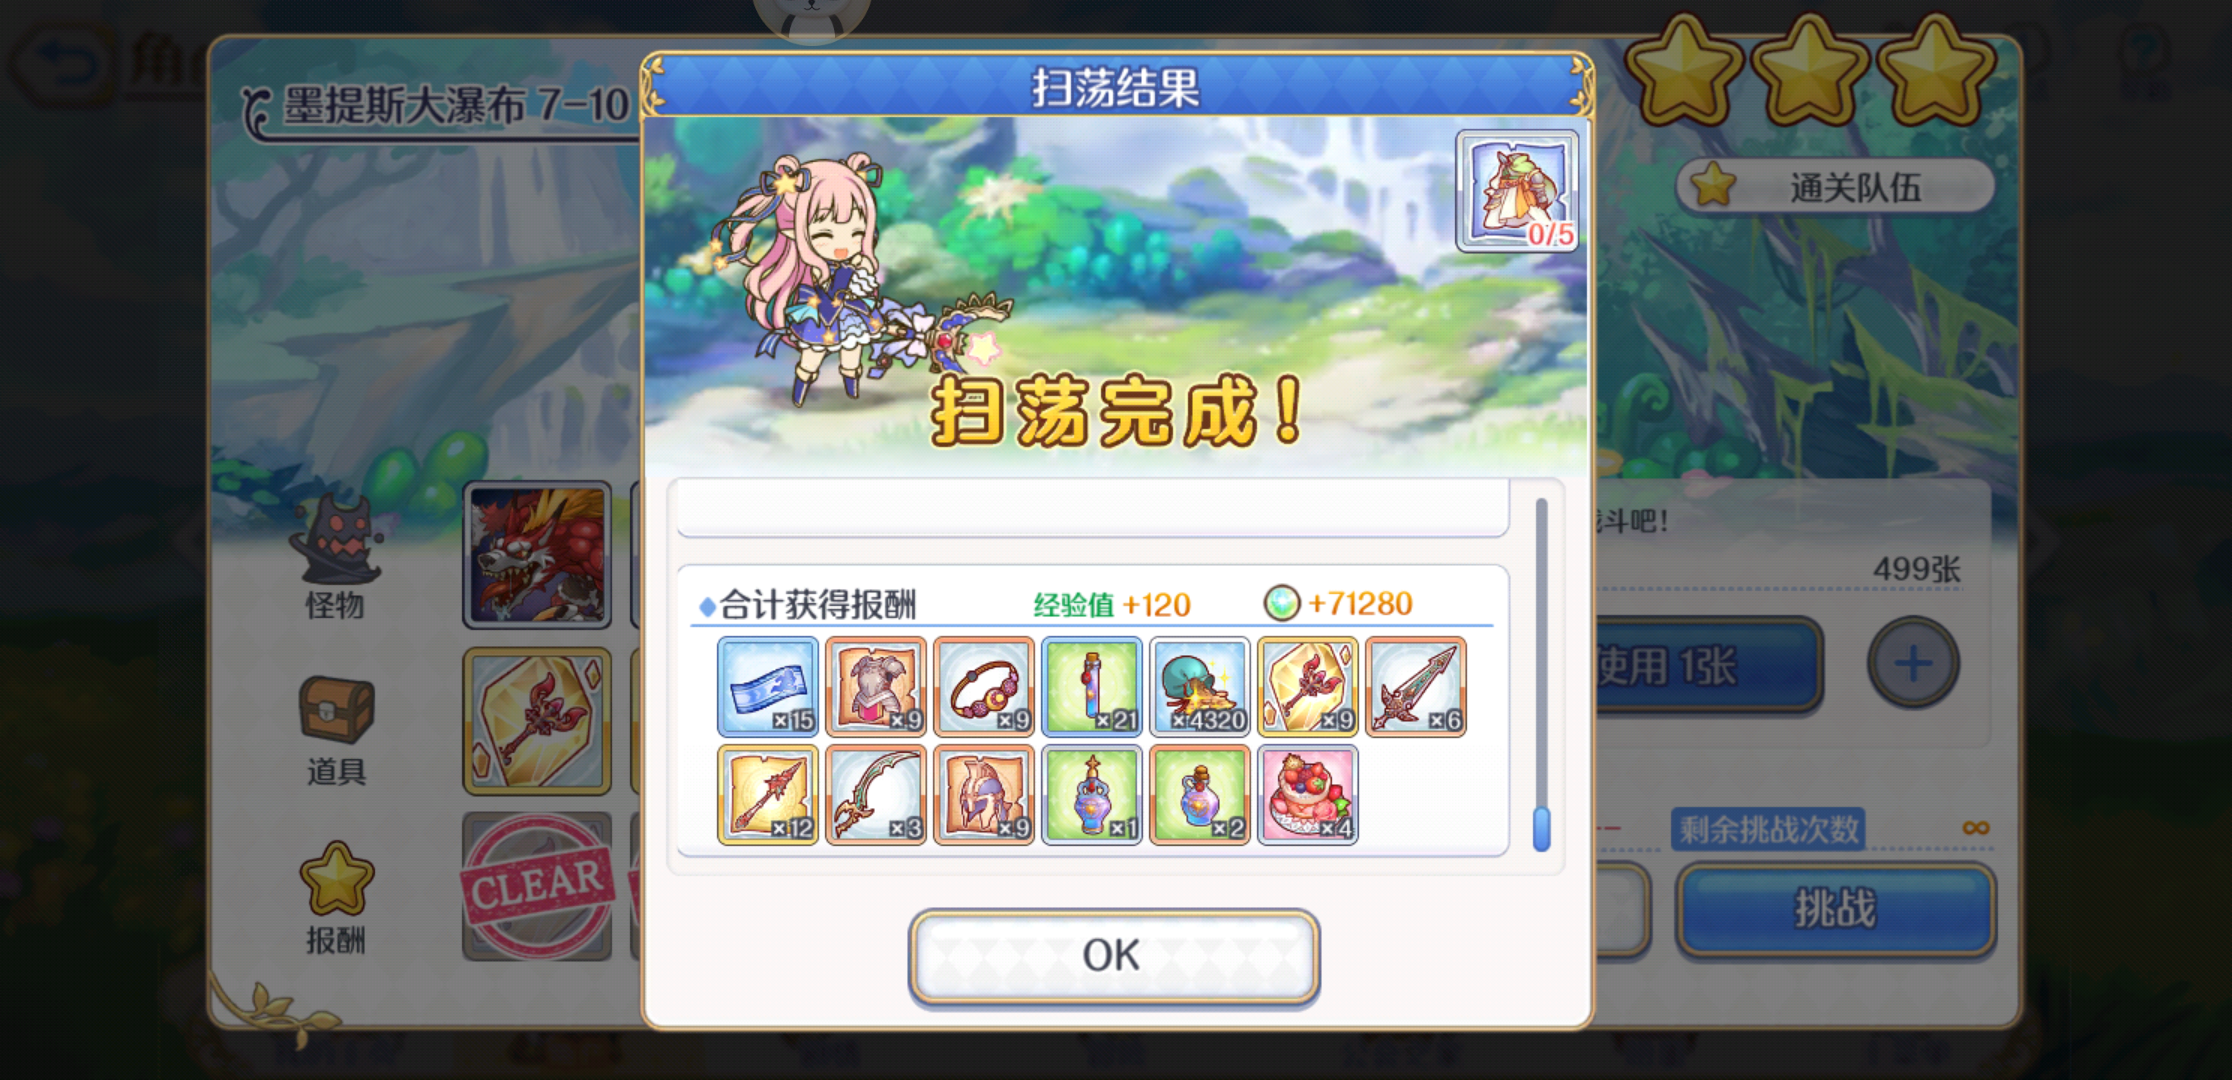 角
墨提斯大瀑布 7-10
扫荡结果
通关队伍
0/5
扫荡完成!
斗吧!
499张
怪物
合计获得报酬 经验值 +120 +71280
×15 ×9 ×9 ×21 ×4320 ×9 ×6
使用 1张
道具
×12 ×3 ×9 ×1 ×2 ×4
剩余挑战次数 ∞
CLEAR
报酬
挑战
OK